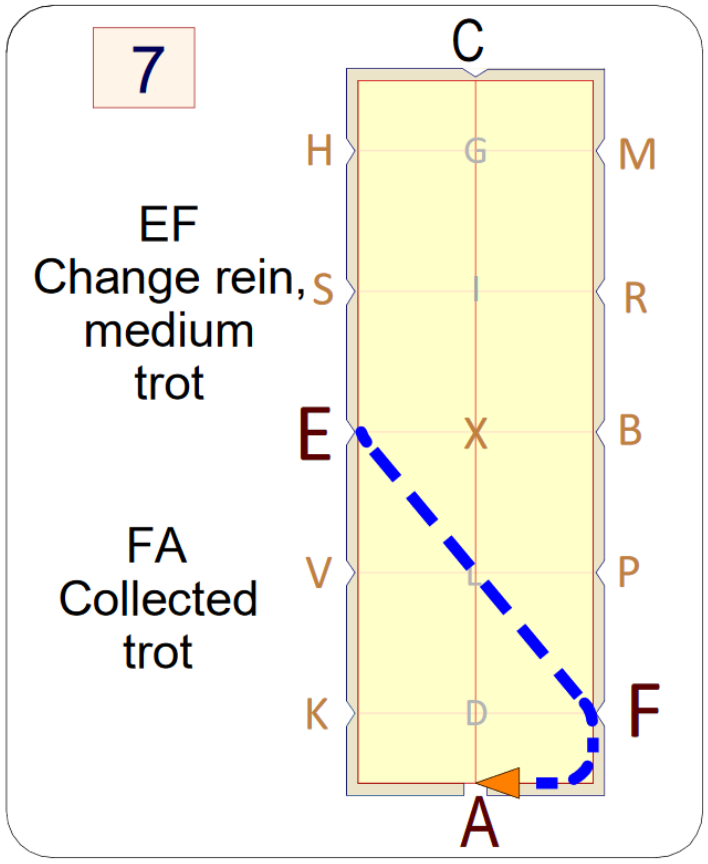 7
C
H G M
EF
Change rein,
medium
trot
S I R
E X B
FA
Collected
trot
V L P
K D F
A